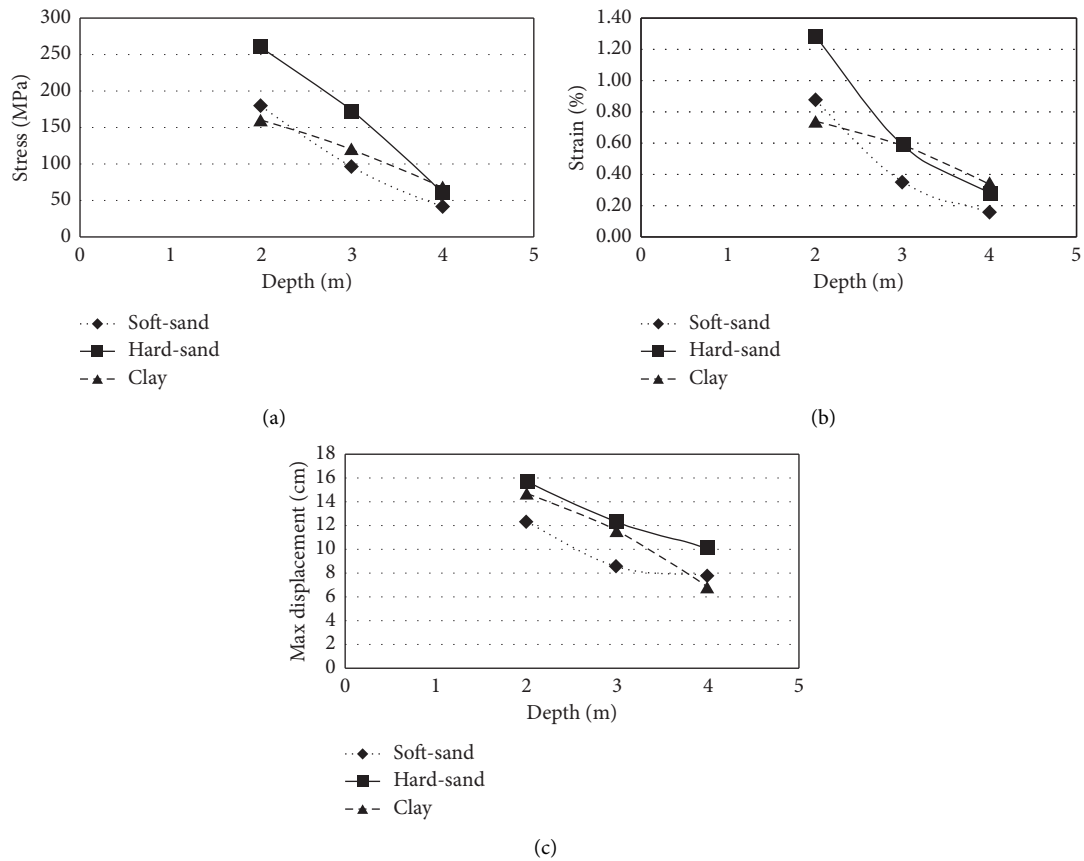 300
250
200
150
100
50
0
Stress (MPa)
0 1 2 3 4 5
Depth (m)
Soft-sand
Hard-sand
Clay
(a)
1.40
1.20
1.00
0.80
0.60
0.40
0.20
0.00
Strain (%)
0 1 2 3 4 5
Depth (m)
Soft-sand
Hard-sand
Clay
(b)
18
16
14
12
10
8
6
4
2
0
Max displacement (cm)
0 1 2 3 4 5
Depth (m)
Soft-sand
Hard-sand
Clay
(c)